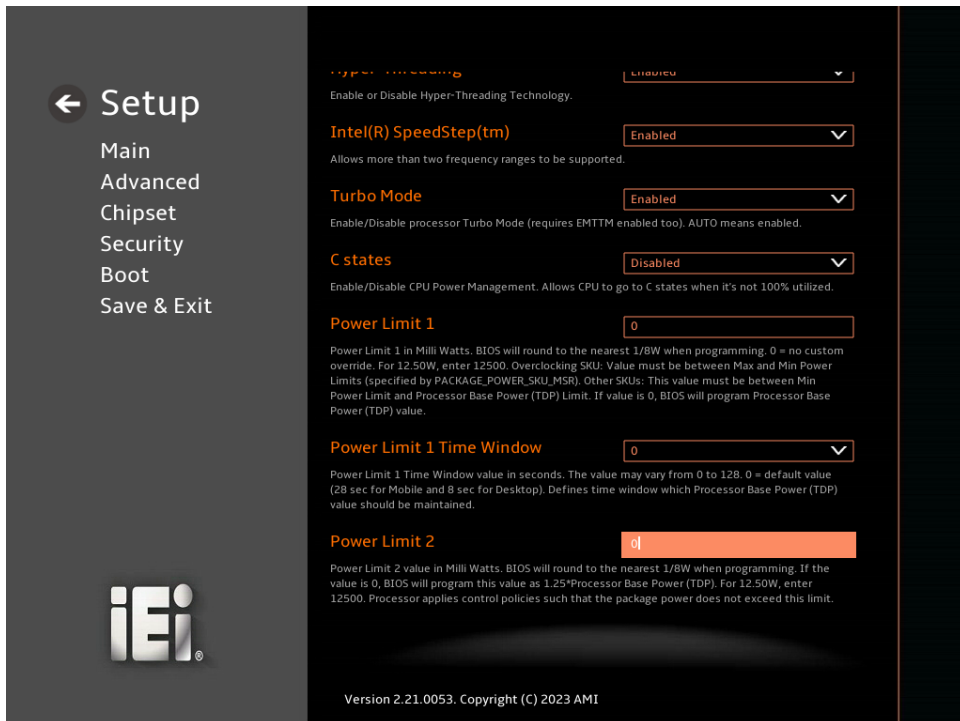 Setup
Main
Advanced
Chipset
Security
Boot
Save & Exit
Hyper-Threading
Enabled
Enable or Disable Hyper-Threading Technology.
Intel(R) SpeedStep(tm)
Enabled
Allows more than two frequency ranges to be supported.
Turbo Mode
Enabled
Enable/Disable processor Turbo Mode (requires EMTTM enabled too). AUTO means enabled.
C states
Disabled
Enable/Disable CPU Power Management. Allows CPU to go to C states when it's not 100% utilized.
Power Limit 1
0
Power Limit 1 in Milli Watts. BIOS will round to the nearest 1/8W when programming. 0 = no custom
override. For 12.50W, enter 12500. Overclocking SKU: Value must be between Max and Min Power
Limits (specified by PACKAGE_POWER_SKU_MSR). Other SKUs: This value must be between Min
Power Limit and Processor Base Power (TDP) Limit. If value is 0, BIOS will program Processor Base
Power (TDP) value.
Power Limit 1 Time Window
0
Power Limit 1 Time Window value in seconds. The value may vary from 0 to 128. 0 = default value
(28 sec for Mobile and 8 sec for Desktop). Defines time window which Processor Base Power (TDP)
value should be maintained.
Power Limit 2
0
Power Limit 2 value in Milli Watts. BIOS will round to the nearest 1/8W when programming. If the
value is 0, BIOS will program this value as 1.25*Processor Base Power (TDP). For 12.50W, enter
12500. Processor applies control policies such that the package power does not exceed this limit.
iEi®
Version 2.21.0053. Copyright (C) 2023 AMI